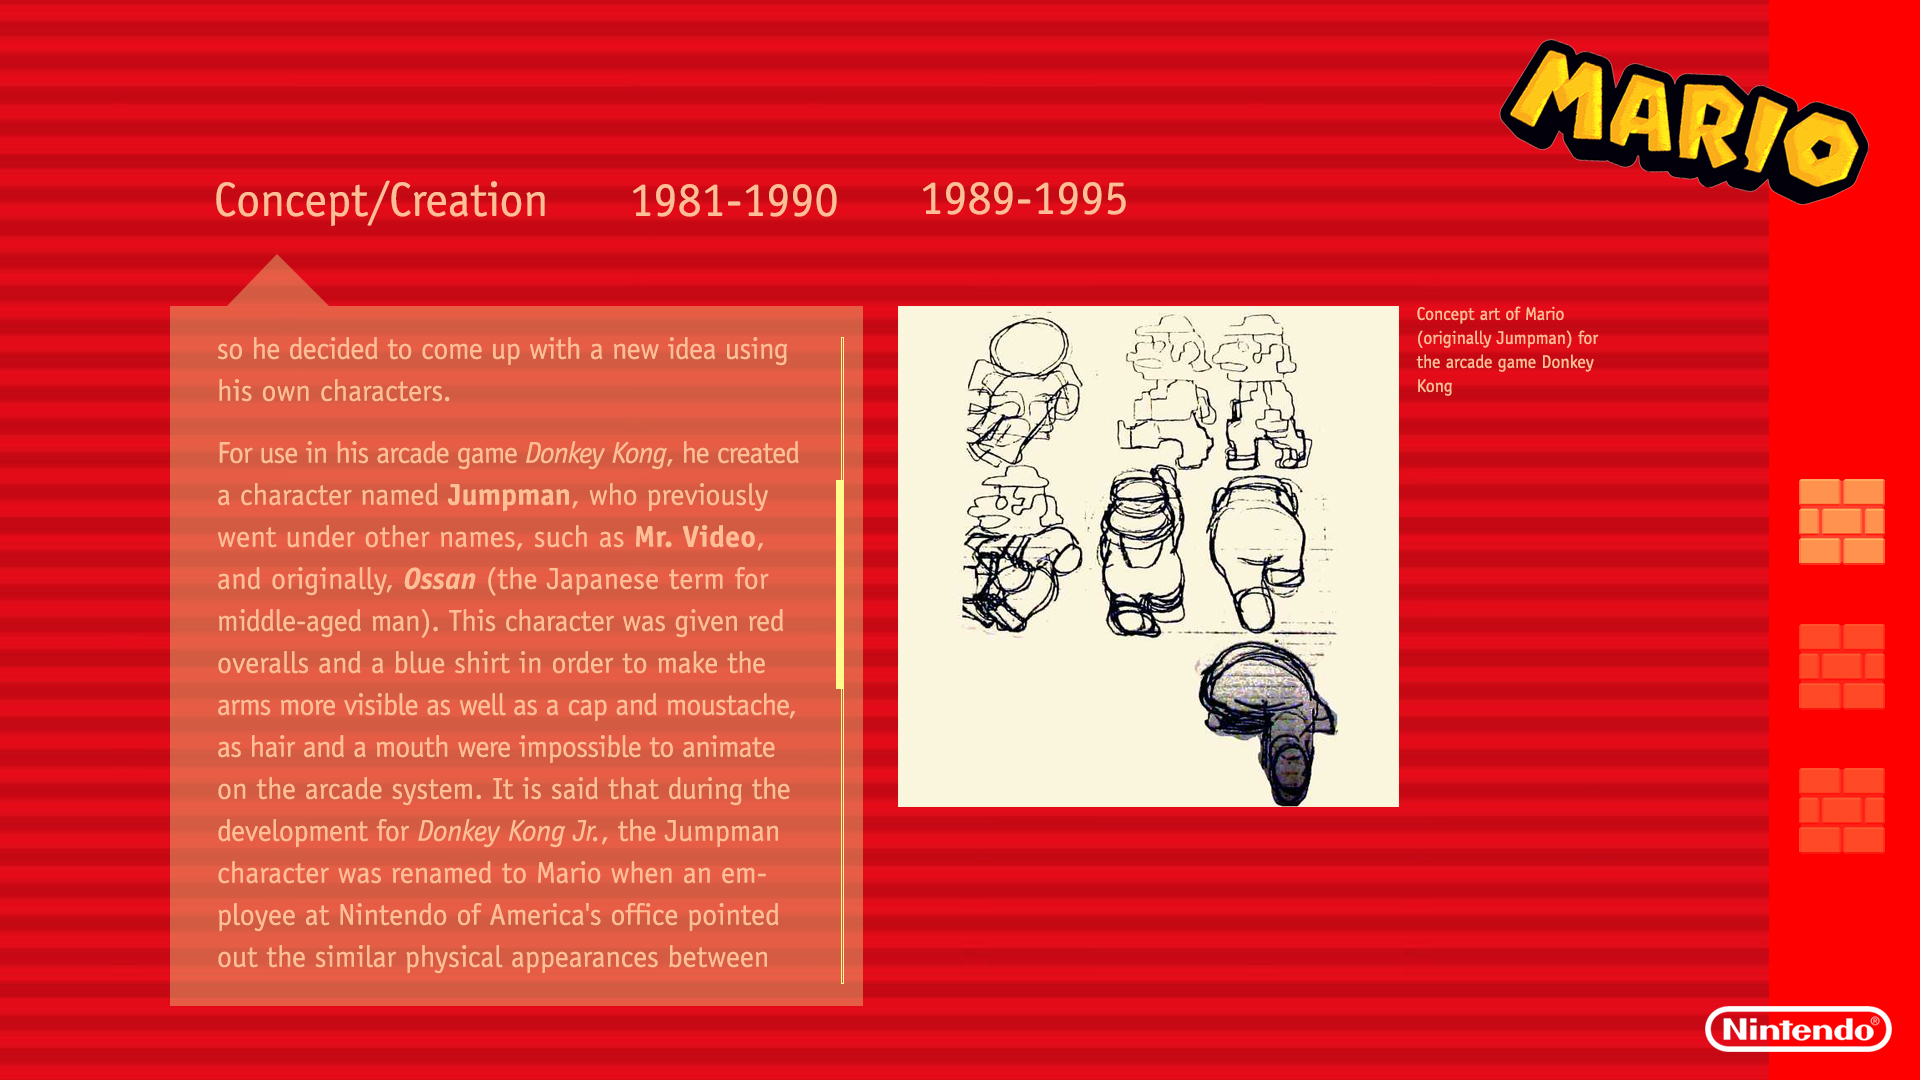 MARIO
Concept/Creation
1981-1990
1989-1995
so he decided to come up with a new idea using
his own characters.
For use in his arcade game Donkey Kong, he created
a character named Jumpman, who previously
went under other names, such as Mr. Video,
and originally, Ossan (the Japanese term for
middle-aged man). This character was given red
overalls and a blue shirt in order to make the
arms more visible as well as a cap and moustache,
as hair and a mouth were impossible to animate
on the arcade system. It is said that during the
development for Donkey Kong Jr., the Jumpman
character was renamed to Mario when an em-
ployee at Nintendo of America's office pointed
out the similar physical appearances between
Concept art of Mario
(originally Jumpman) for
the arcade game Donkey
Kong
Nintendo®